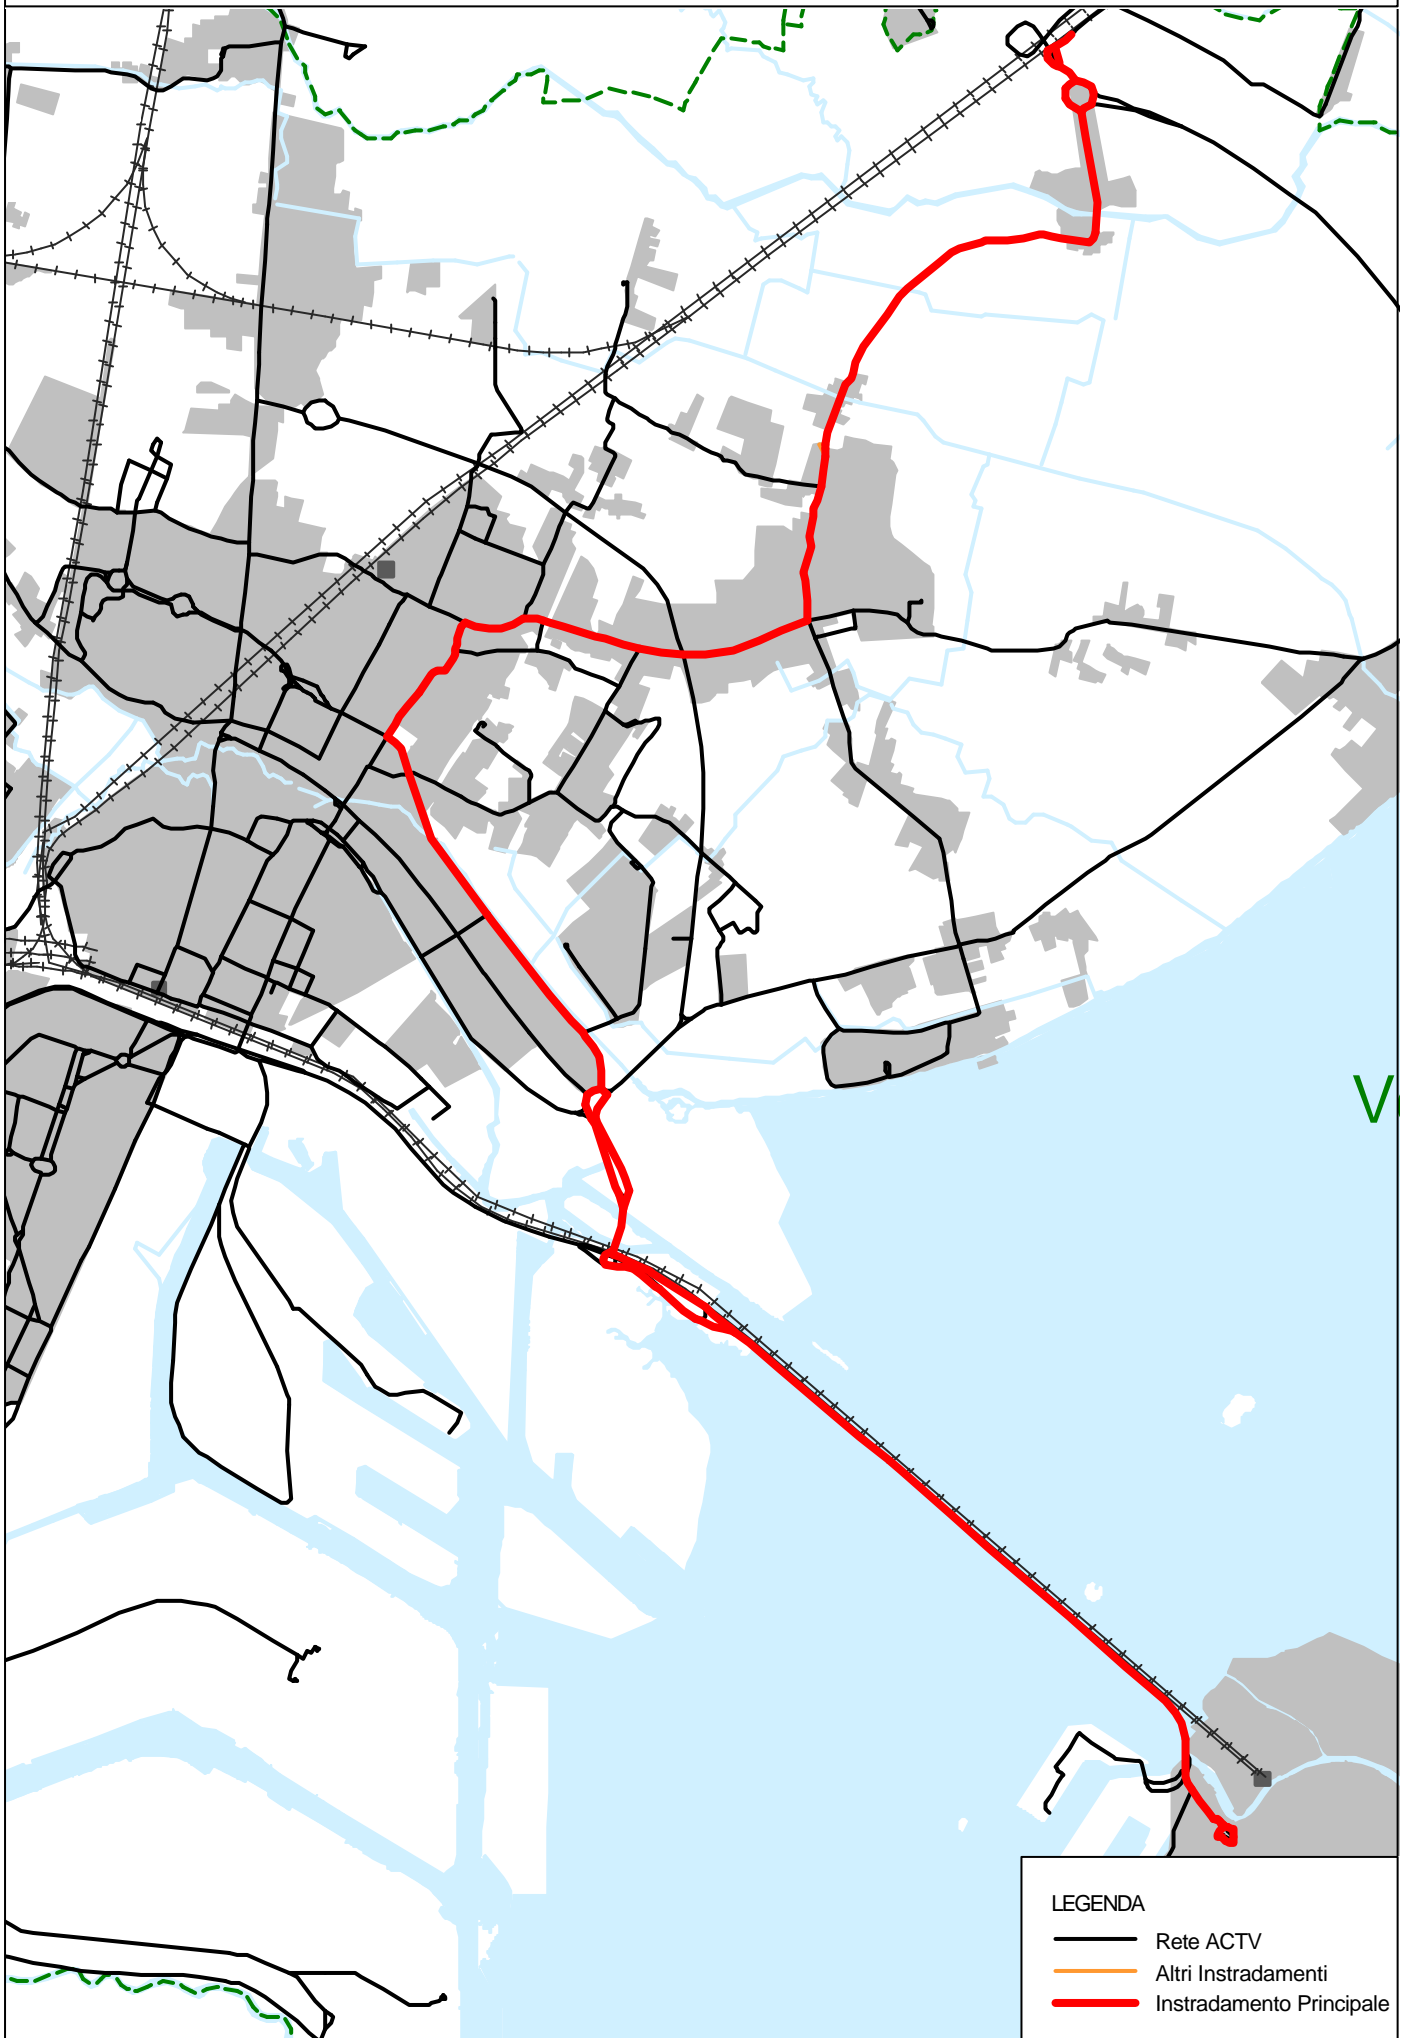 V
LEGENDA
Rete ACTV
Altri Instradamenti
Instradamento Principale